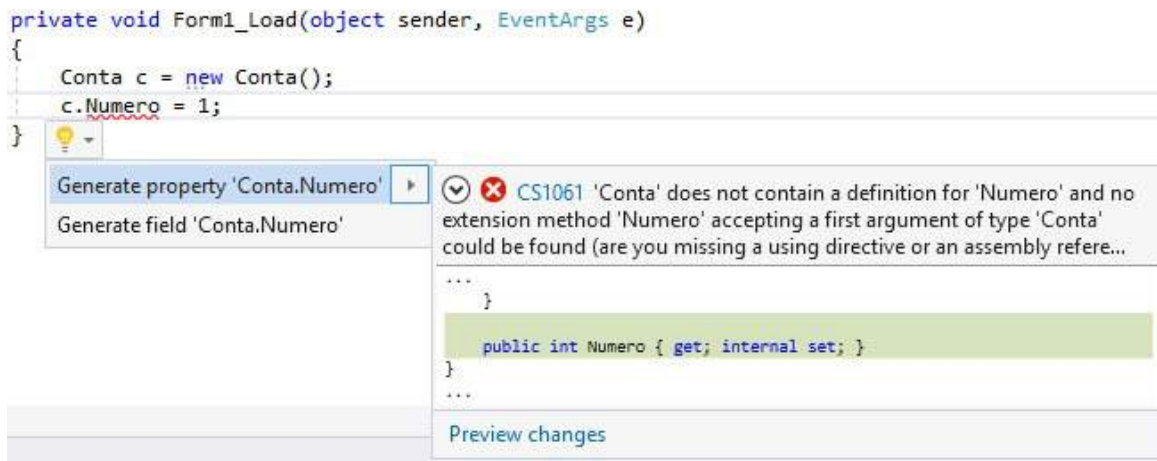 private void Form1_Load(object sender, EventArgs e)
{
Conta c = new Conta();
c.Numero = 1;
}
Generate property 'Conta.Numero'
Generate field 'Conta.Numero'
CS1061 'Conta' does not contain a definition for 'Numero' and no
extension method 'Numero' accepting a first argument of type 'Conta'
could be found (are you missing a using directive or an assembly refere...
...
}
public int Numero { get; internal set; }
}
...
Preview changes